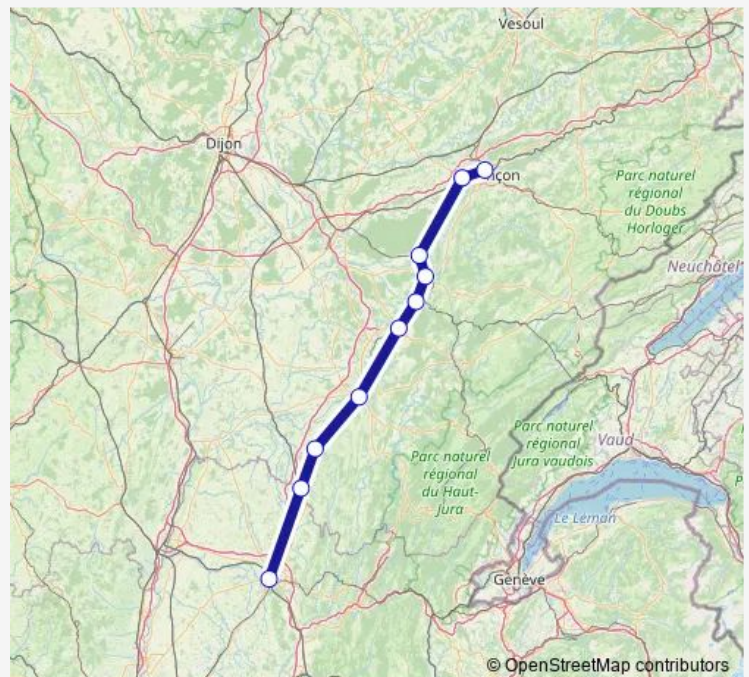 Vesoul
Dijon
nçon
Parc naturel
régional
du Doubs
Horloger
Neuchâtel
Parc naturel
régional
Jura vaudois
Vaud
Parc naturel
régional
du Haut-
Jura
Le Léman
Genève
© OpenStreetMap contributors